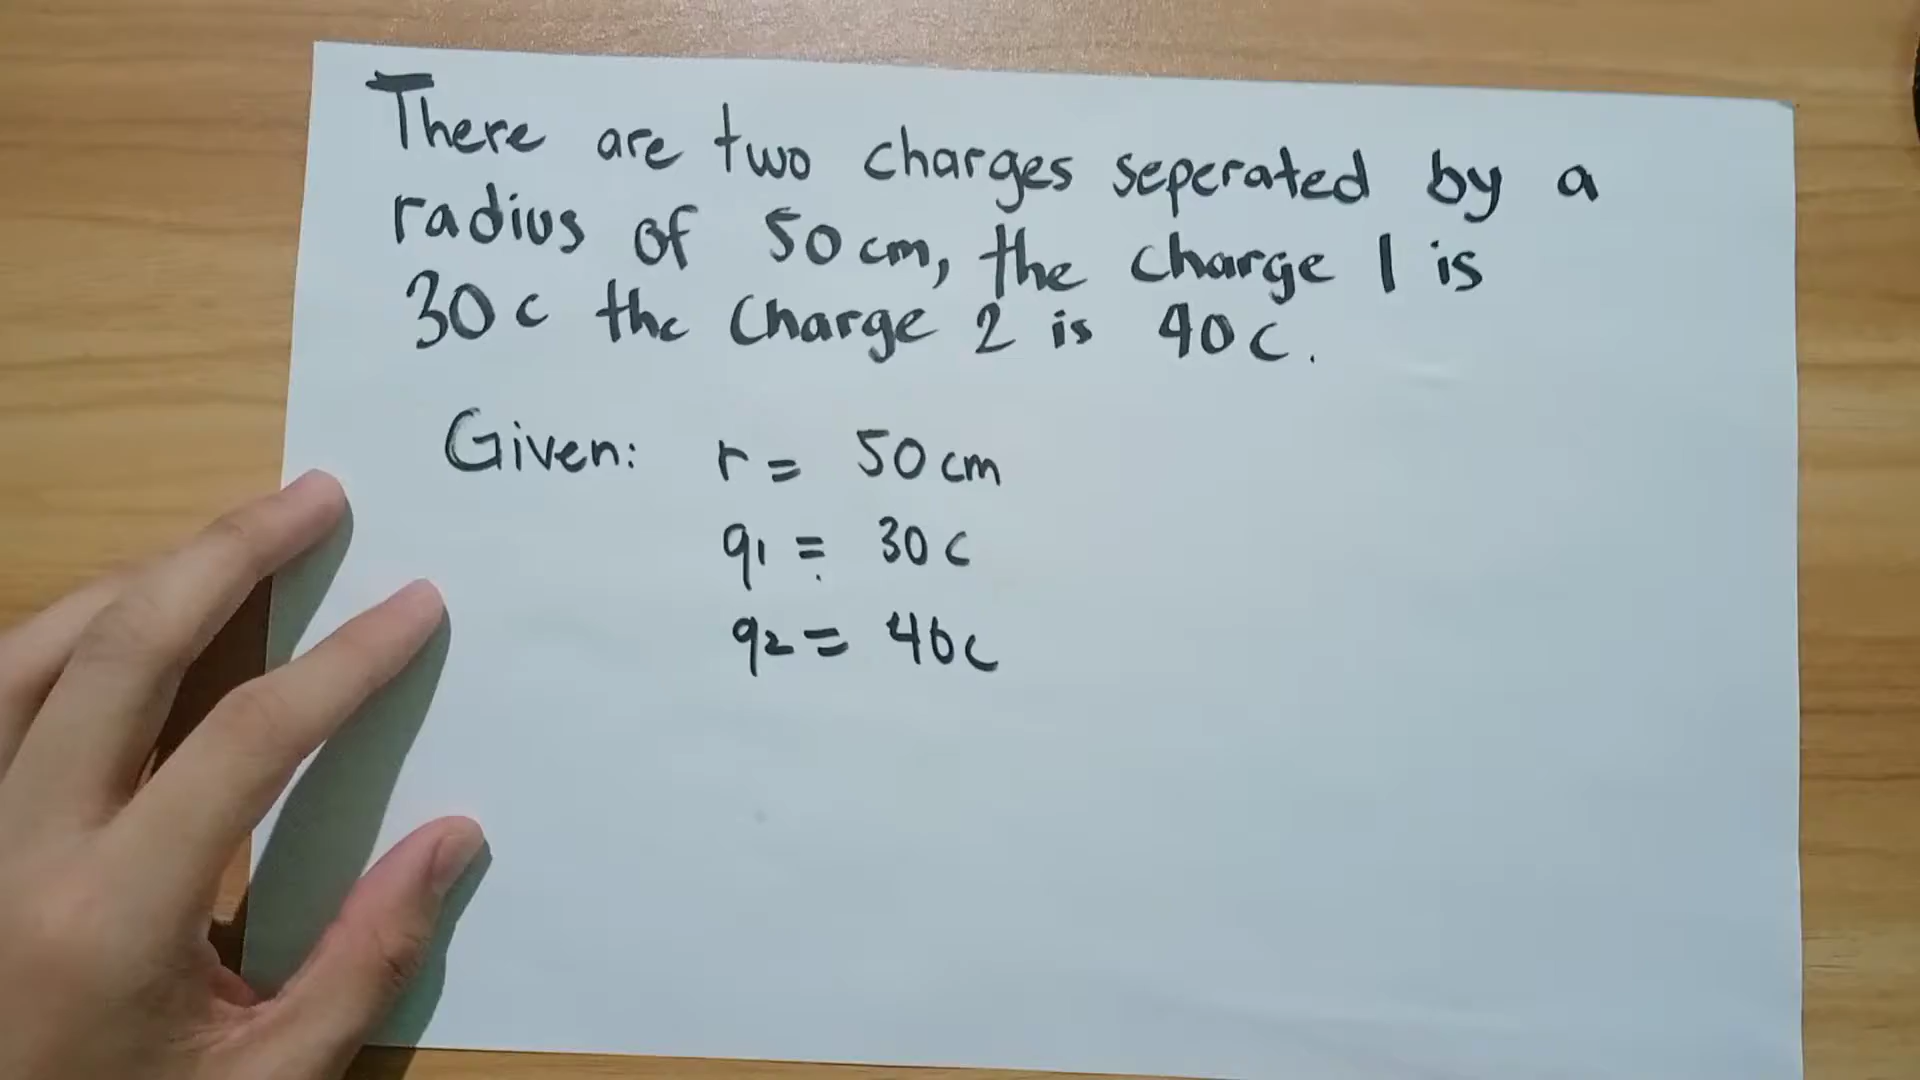 There are two charges seperated by a
radius of 50 cm, the charge 1 is
30 c the Charge 2 is 40 c.
Given: r = 50 cm
q1 = 30 c
q2 = 40 c